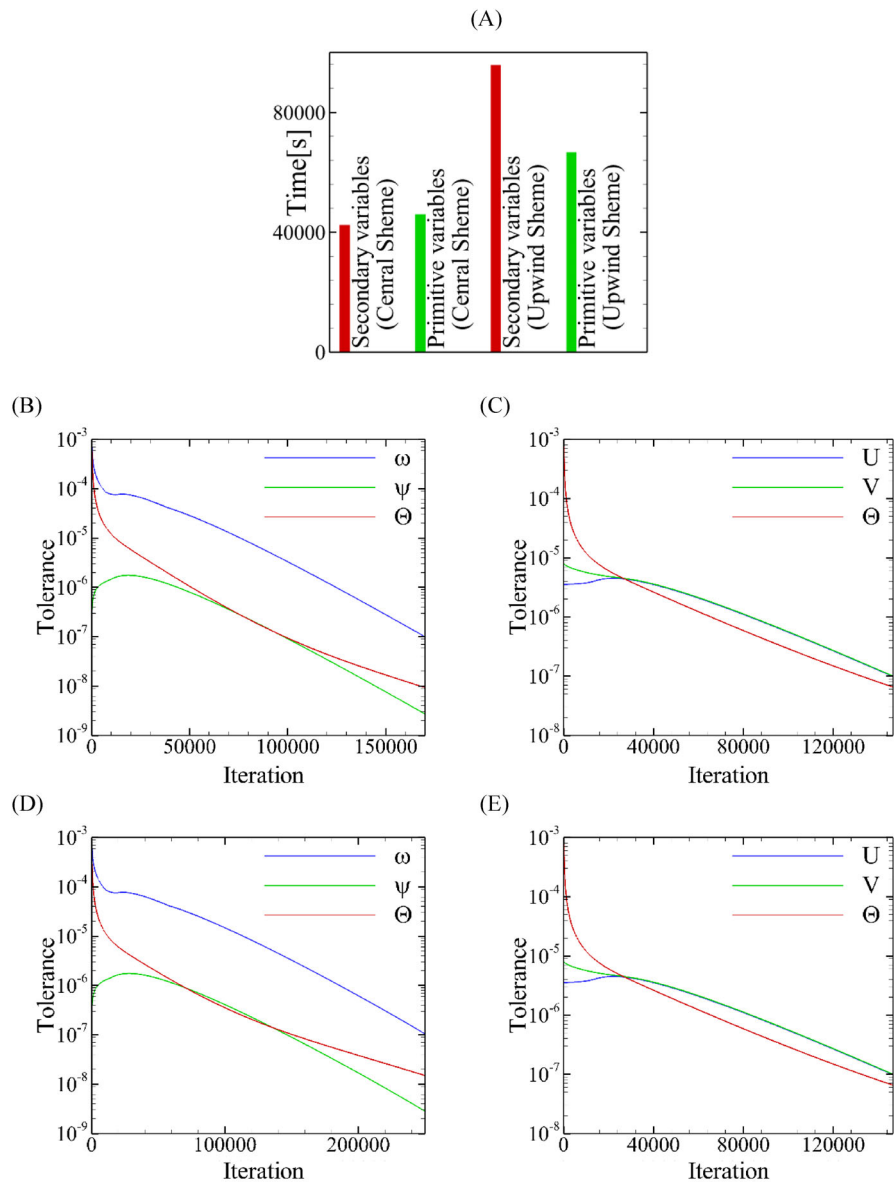 (A)
Time[s]
80000
40000
0
Secondary variables
(Cenral Sheme)
Primitive variables
(Cenral Sheme)
Secondary variables
(Upwind Sheme)
Primitive variables
(Upwind Sheme)
(B)
Tolerance
10-3
10-4
10-5
10-6
10-7
10-8
10-9
ω
ψ
Θ
0 50000 100000 150000
Iteration
(C)
Tolerance
10-3
10-4
10-5
10-6
10-7
10-8
U
V
Θ
0 40000 80000 120000
Iteration
(D)
Tolerance
10-3
10-4
10-5
10-6
10-7
10-8
10-9
ω
ψ
Θ
0 100000 200000
Iteration
(E)
Tolerance
10-3
10-4
10-5
10-6
10-7
10-8
U
V
Θ
0 40000 80000 120000
Iteration